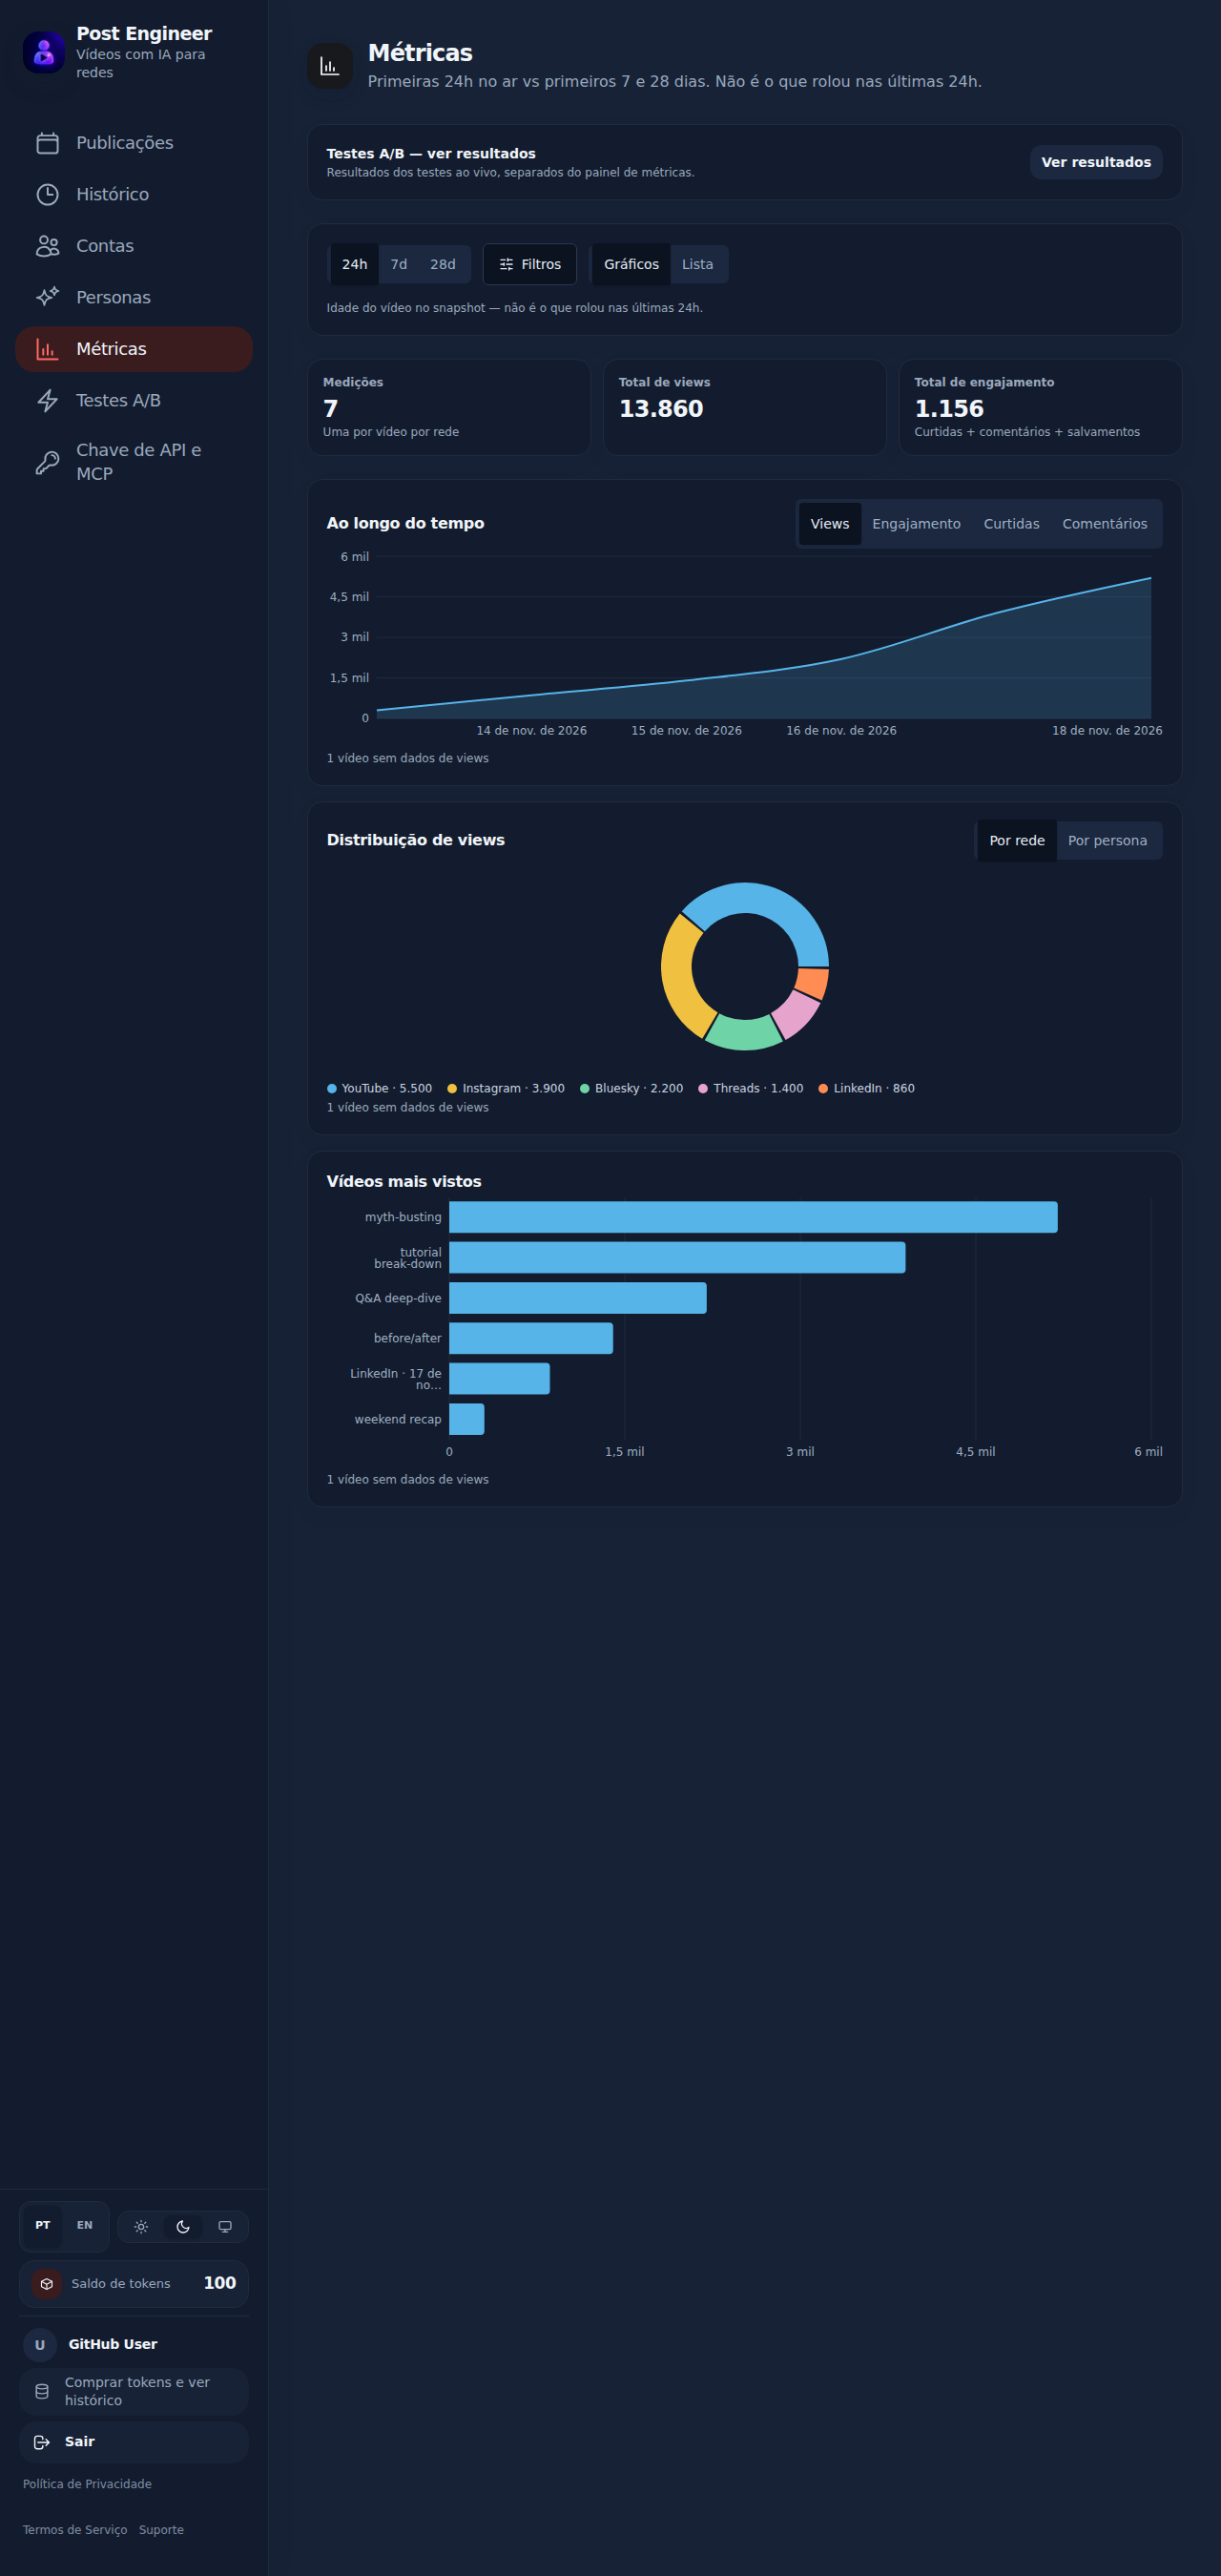 Post Engineer
Vídeos com IA para
redes
Publicações
Histórico
Contas
Personas
Métricas
Testes A/B
Chave de API e
MCP
Métricas
Primeiras 24h no ar vs primeiros 7 e 28 dias. Não é o que rolou nas últimas 24h.
Testes A/B — ver resultados
Resultados dos testes ao vivo, separados do painel de métricas.
Ver resultados
24h 7d 28d Filtros Gráficos Lista
Idade do vídeo no snapshot — não é o que rolou nas últimas 24h.
Medições
7
Uma por vídeo por rede
Total de views
13.860
Total de engajamento
1.156
Curtidas + comentários + salvamentos
Ao longo do tempo
Views Engajamento Curtidas Comentários
6 mil
4,5 mil
3 mil
1,5 mil
0
14 de nov. de 2026 15 de nov. de 2026 16 de nov. de 2026 18 de nov. de 2026
1 vídeo sem dados de views
Distribuição de views
Por rede Por persona
YouTube · 5.500 Instagram · 3.900 Bluesky · 2.200 Threads · 1.400 LinkedIn · 860
1 vídeo sem dados de views
Vídeos mais vistos
myth-busting
tutorial
break-down
Q&A deep-dive
before/after
LinkedIn · 17 de
no…
weekend recap
0 1,5 mil 3 mil 4,5 mil 6 mil
1 vídeo sem dados de views
PT EN
Saldo de tokens 100
U GitHub User
Comprar tokens e ver
histórico
Sair
Política de Privacidade
Termos de Serviço Suporte